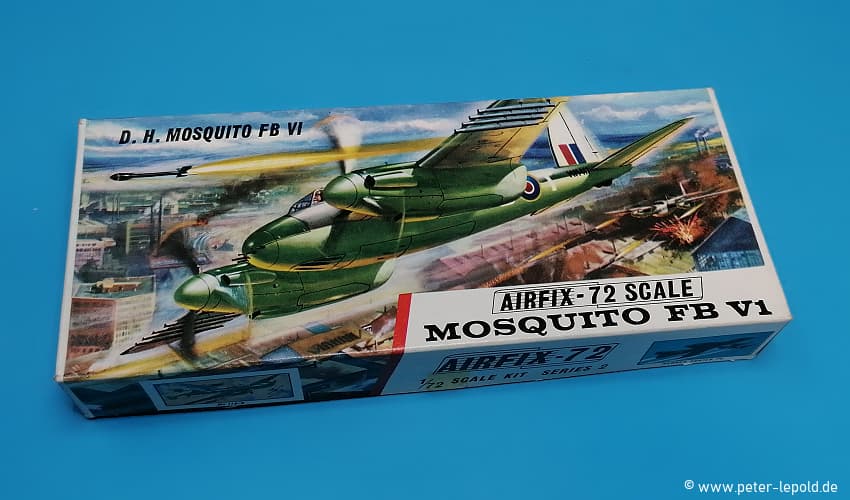 D. H. MOSQUITO FB VI
AIRFIX-72 SCALE
MOSQUITO FB V1
AIRFIX-72
1/72 SCALE KIT SERIES 2
© www.peter-lepold.de